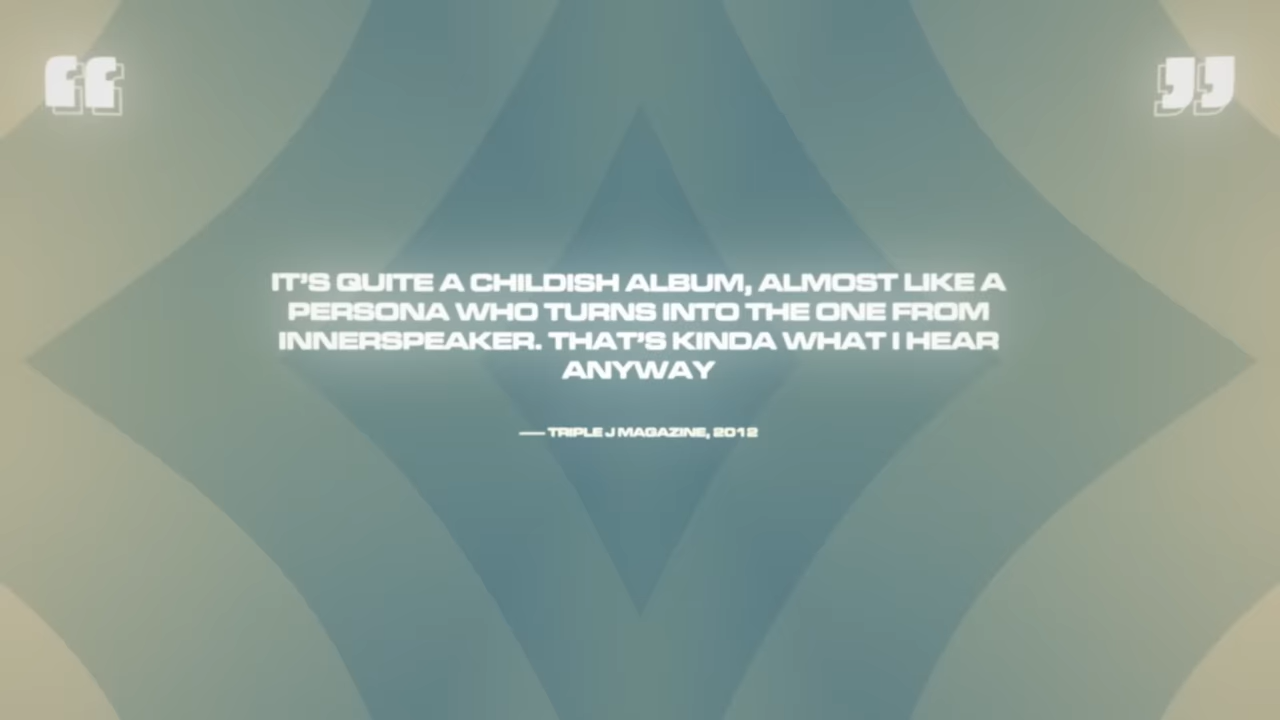 “ ”
IT’S QUITE A CHILDISH ALBUM, ALMOST LIKE A
PERSONA WHO TURNS INTO THE ONE FROM
INNERSPEAKER. THAT’S KINDA WHAT I HEAR
ANYWAY
— TRIPLE J MAGAZINE, 2012